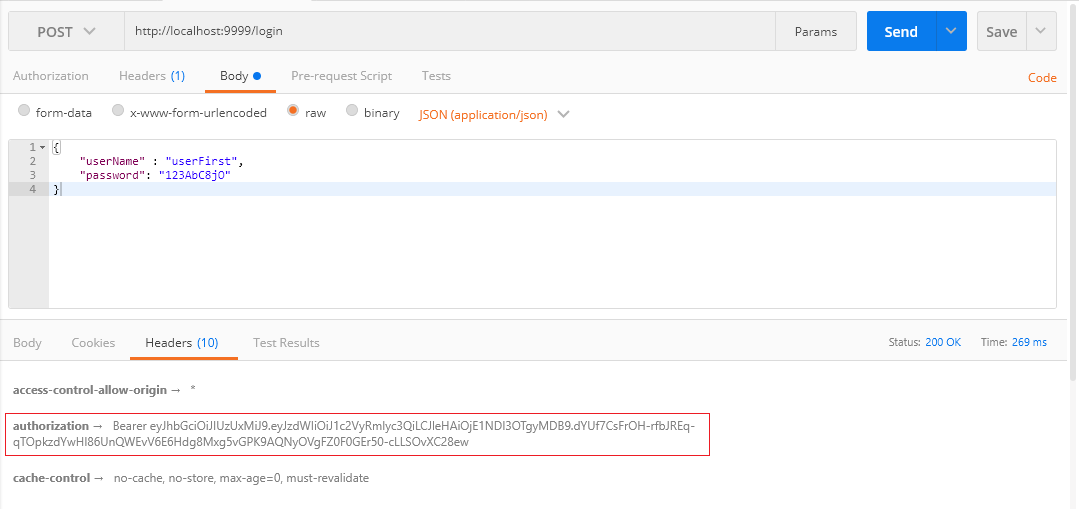 POST http://localhost:9999/login Params Send Save
Authorization Headers (1) Body Pre-request Script Tests Code
form-data x-www-form-urlencoded raw binary JSON (application/json)
1 {
2 "userName" : "userFirst",
3 "password": "123AbC8jO"
4 }
Body Cookies Headers (10) Test Results Status: 200 OK Time: 269 ms
access-control-allow-origin → *
authorization → Bearer eyJhbGciOiJIUzUxMiJ9.eyJzdWIiOiJ1c2VyRmlyc3QiLCJleHAiOjE1NDI3OTgyMDB9.dYUf7CsFrOH-rfbJREq-
qTOpkzdYwHI86UnQWEvV6E6Hdg8Mxg5vGPK9AQNyOVgFZ0F0GEr50-cLLSOvXC28ew
cache-control → no-cache, no-store, max-age=0, must-revalidate